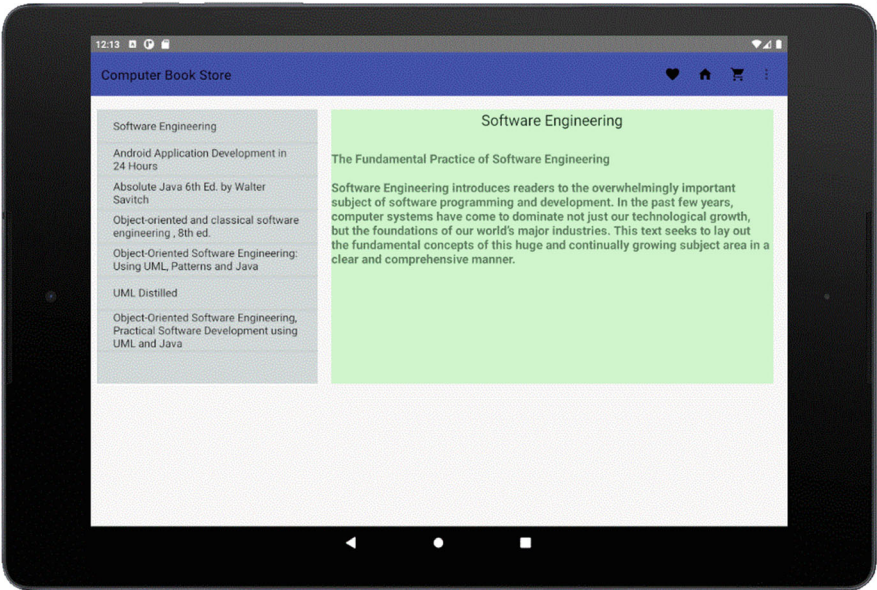 12:13
Computer Book Store
Software Engineering
Android Application Development in
24 Hours
Absolute Java 6th Ed. by Walter
Savitch
Object-oriented and classical software
engineering , 8th ed.
Object-Oriented Software Engineering:
Using UML, Patterns and Java
UML Distilled
Object-Oriented Software Engineering,
Practical Software Development using
UML and Java
Software Engineering
The Fundamental Practice of Software Engineering
Software Engineering introduces readers to the overwhelmingly important
subject of software programming and development. In the past few years,
computer systems have come to dominate not just our technological growth,
but the foundations of our world's major industries. This text seeks to lay out
the fundamental concepts of this huge and continually growing subject area in a
clear and comprehensive manner.